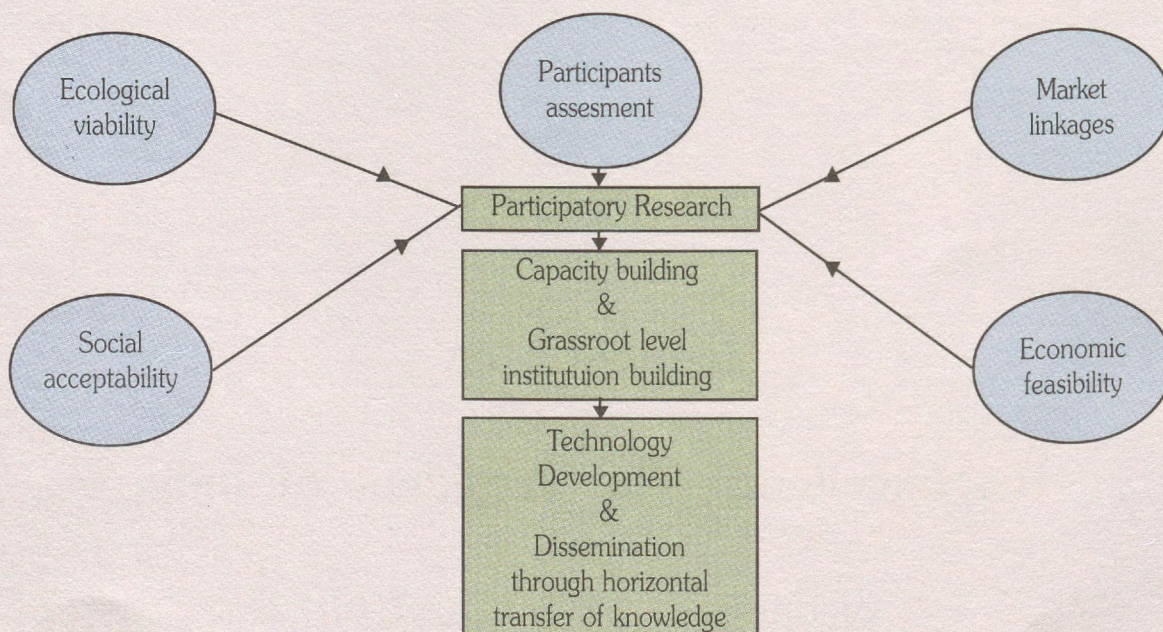 Ecological
viability
Participants
assesment
Market
linkages
Participatory Research
Social
acceptability
Capacity building
&
Grassroot level
institutuion building
Economic
feasibility
Technology
Development
&
Dissemination
through horizontal
transfer of knowledge